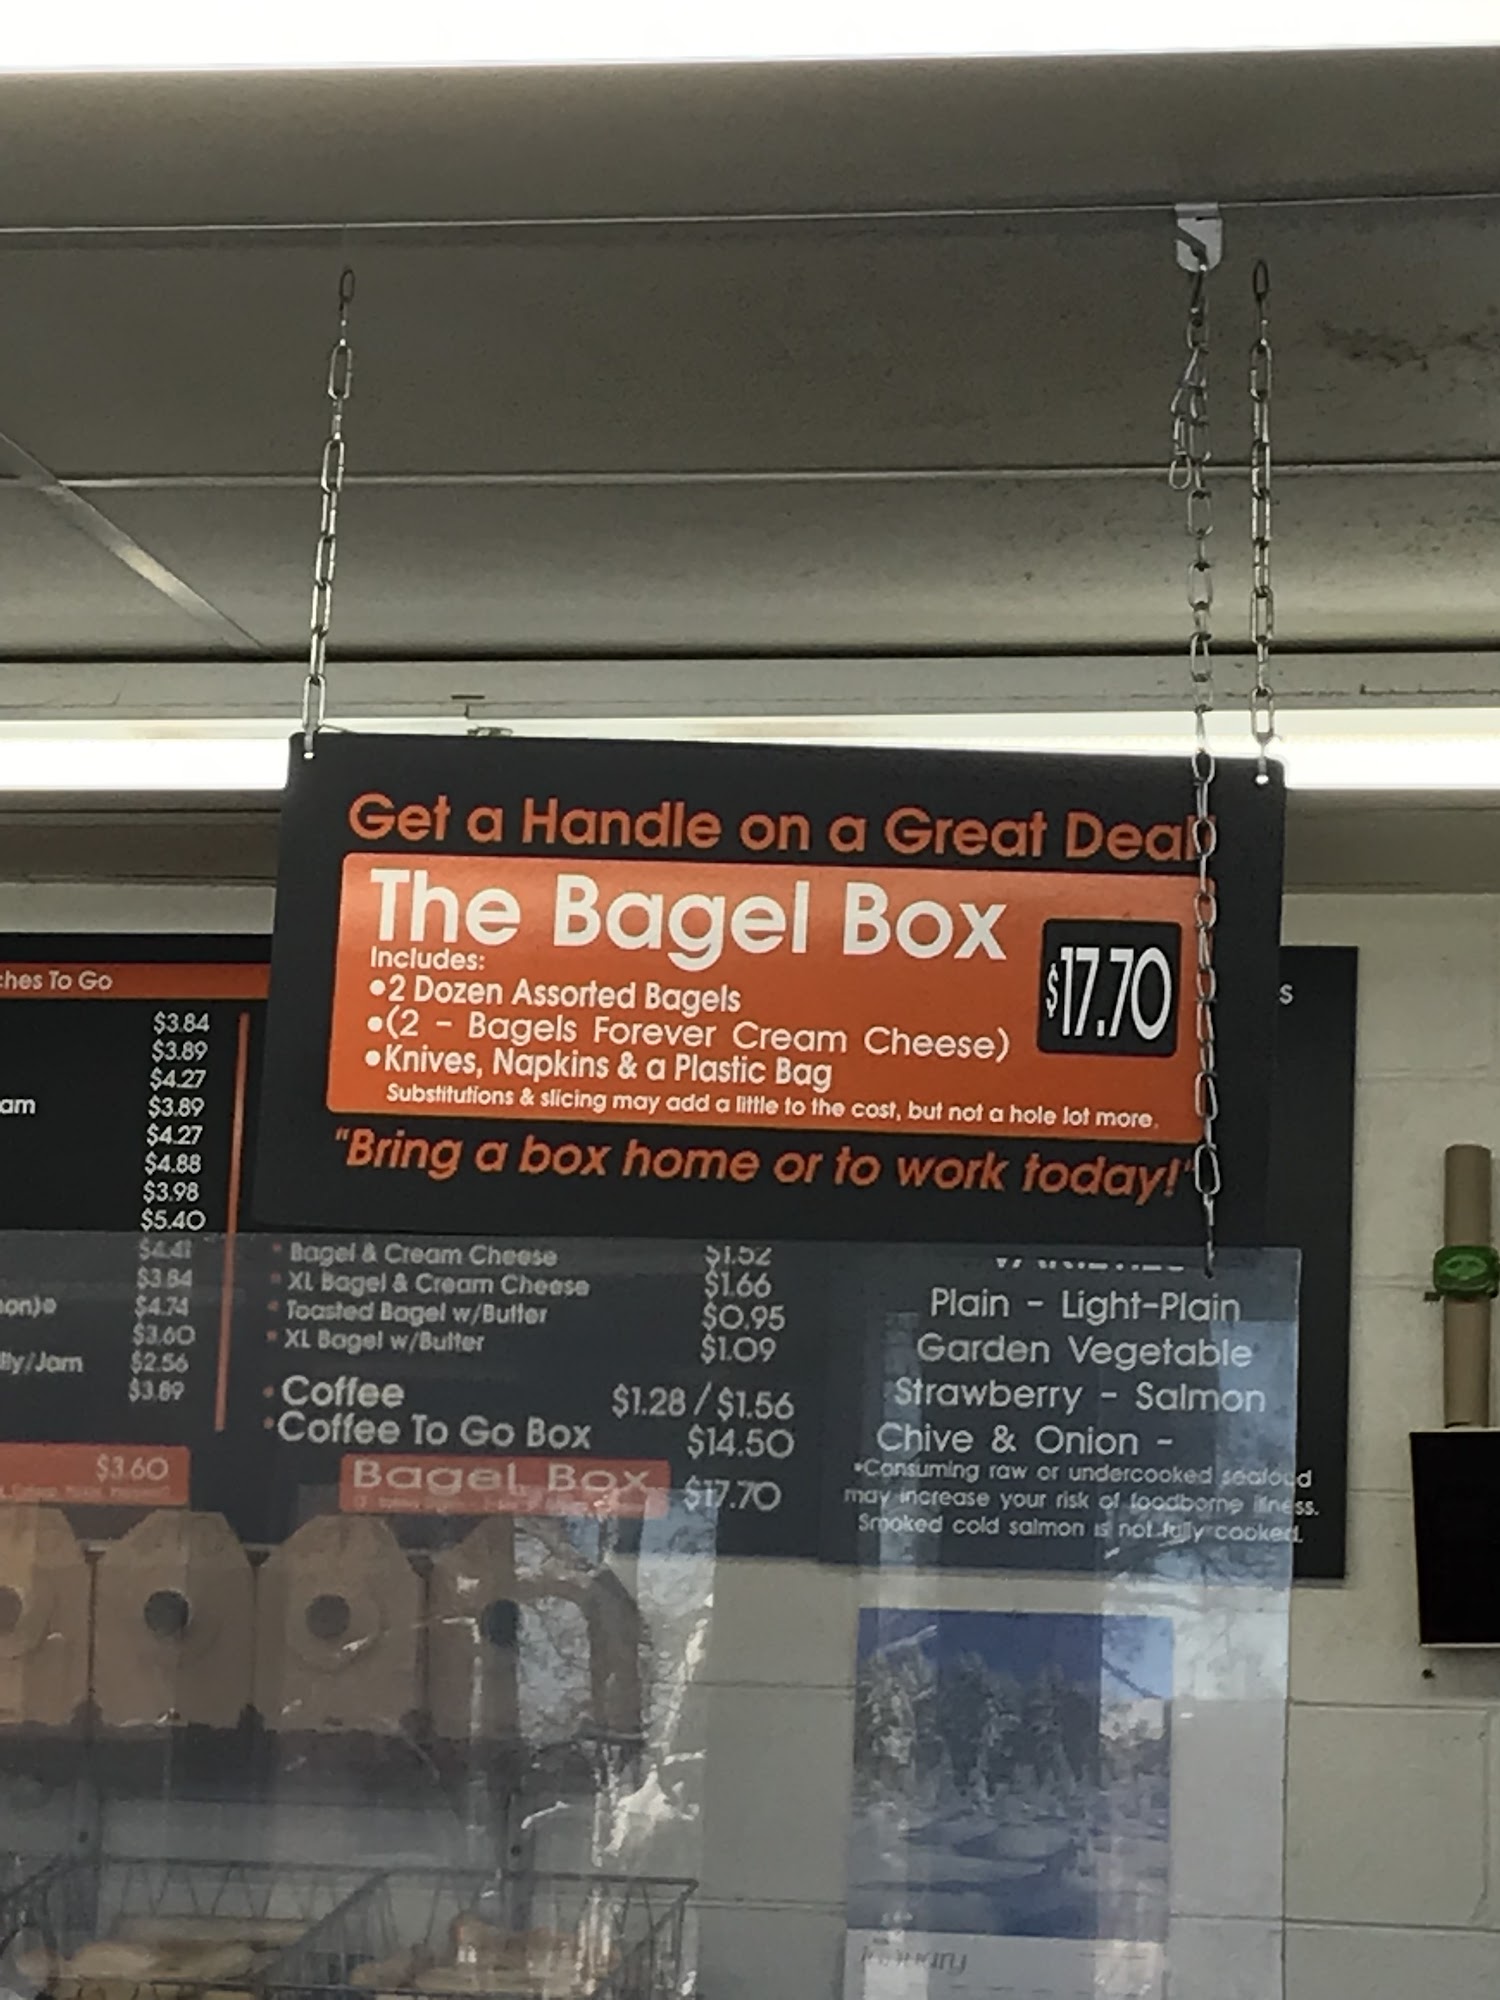 Get a Handle on a Great Deal!
The Bagel Box
Includes:
•2 Dozen Assorted Bagels
•(2 - Bagels Forever Cream Cheese)
•Knives, Napkins & a Plastic Bag
Substitutions & slicing may add a little to the cost, but not a hole lot more.
$17.70
"Bring a box home or to work today!"
ches To Go
$3.84
$3.89
$4.27
am $3.89
$4.27
$4.88
$3.98
$5.40
$4.41
$3.84
on) $4.74
$3.60
lly/Jam $2.56
$3.89
$3.60
• Bagel & Cream Cheese $1.52
• XL Bagel & Cream Cheese $1.66
• Toasted Bagel w/Butter $0.95
• XL Bagel w/Butter $1.09
• Coffee $1.28 / $1.56
• Coffee To Go Box $14.50
Bagel Box $17.70
s
Plain - Light-Plain
Garden Vegetable
Strawberry - Salmon
Chive & Onion -
*Consuming raw or undercooked seafood
may increase your risk of foodborne illness.
Smoked cold salmon is not fully cooked.